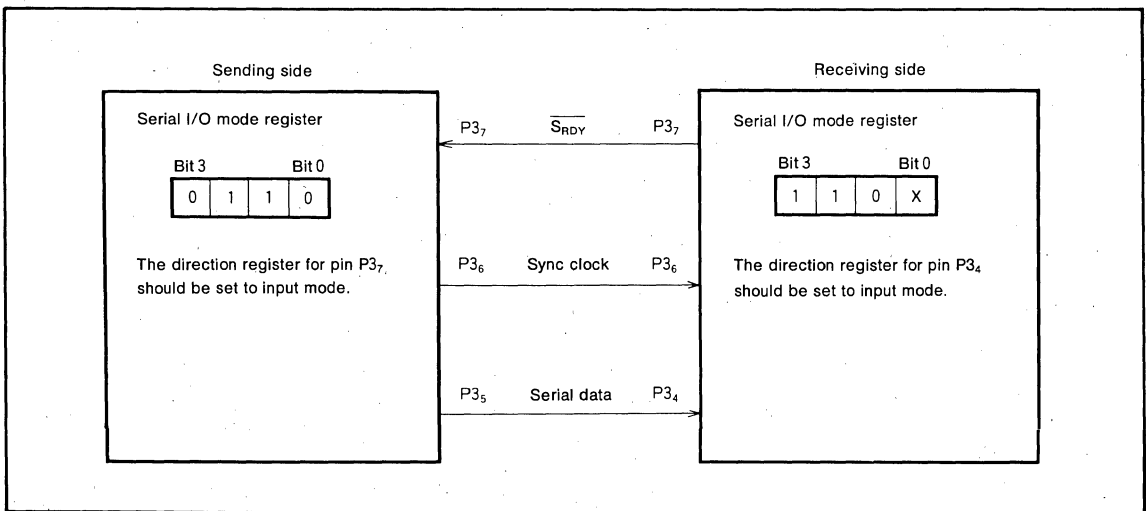 Sending side
Serial I/O mode register
Bit 3 Bit 0
0 1 1 0
The direction register for pin P3₇
should be set to input mode.
P3₇ S̅R̅D̅Y̅ P3₇
P3₆ Sync clock P3₆
P3₅ Serial data P3₄
Receiving side
Serial I/O mode register
Bit 3 Bit 0
1 1 0 X
The direction register for pin P3₄
should be set to input mode.